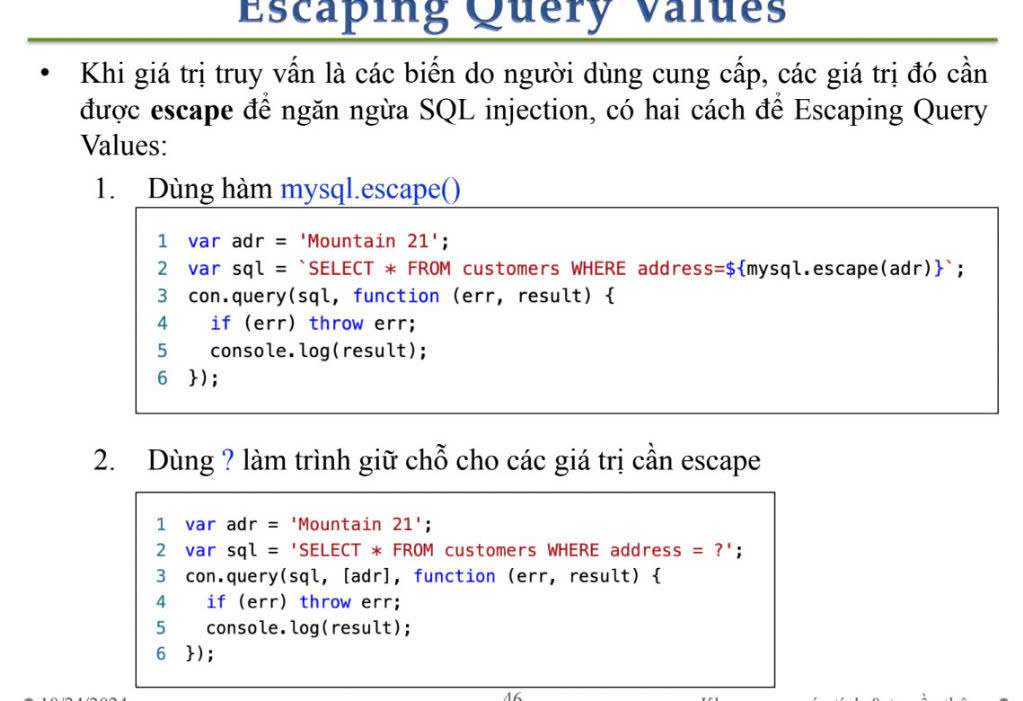 Escaping Query Values
• Khi giá trị truy vấn là các biến do người dùng cung cấp, các giá trị đó cần
được escape để ngăn ngừa SQL injection, có hai cách để Escaping Query
Values:
1. Dùng hàm mysql.escape()
1 var adr = 'Mountain 21';
2 var sql = `SELECT * FROM customers WHERE address=${mysql.escape(adr)}`;
3 con.query(sql, function (err, result) {
4 if (err) throw err;
5 console.log(result);
6 });
2. Dùng ? làm trình giữ chỗ cho các giá trị cần escape
1 var adr = 'Mountain 21';
2 var sql = 'SELECT * FROM customers WHERE address = ?';
3 con.query(sql, [adr], function (err, result) {
4 if (err) throw err;
5 console.log(result);
6 });
46